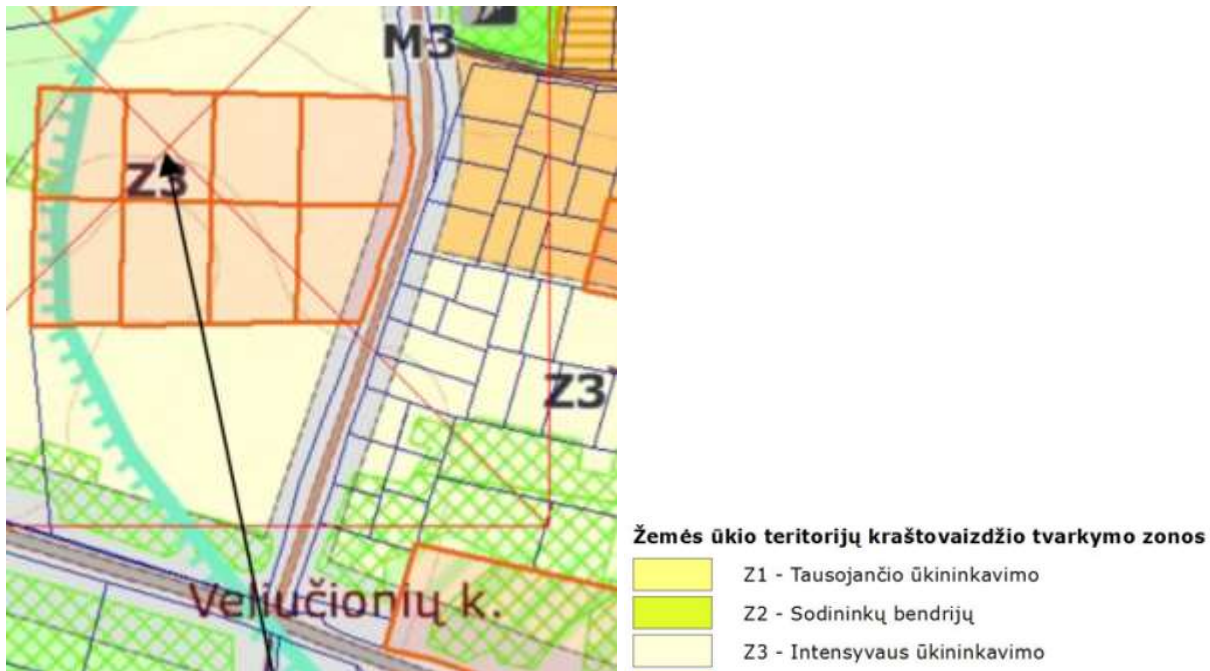 M3
Z3
Z3
Veliučionių k.
Žemės ūkio teritorijų kraštovaizdžio tvarkymo zonos
Z1 - Tausojančio ūkininkavimo
Z2 - Sodininkų bendrijų
Z3 - Intensyvaus ūkininkavimo